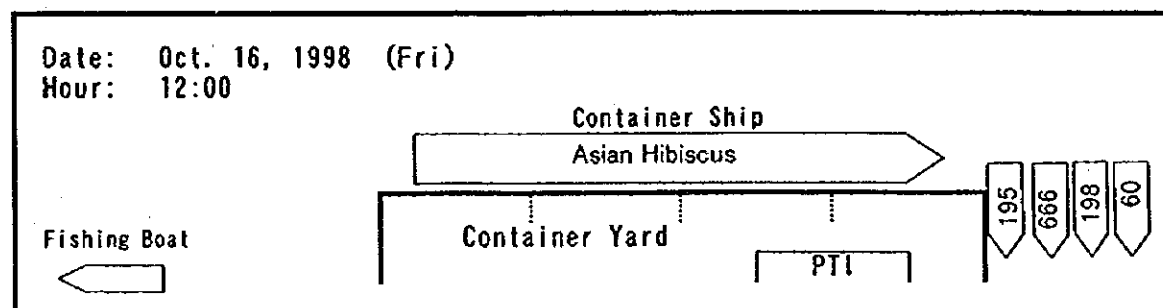 Date: Oct. 16, 1998 (Fri)
Hour: 12:00
Container Ship
Asian Hibiscus
195
666
198
60
Container Yard
Fishing Boat
PTI